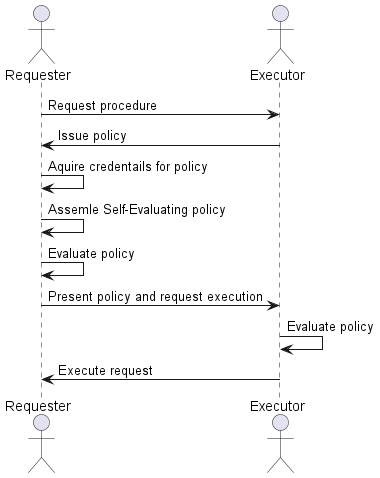 Requester
Executor
Request procedure
Issue policy
Aquire credentails for policy
Assemle Self-Evaluating policy
Evaluate policy
Present policy and request execution
Evaluate policy
Execute request
Requester
Executor